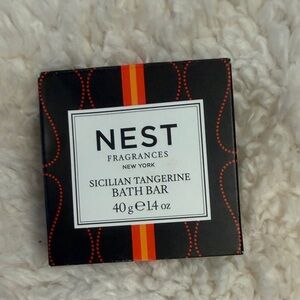 NEST
FRAGRANCES
NEW YORK
SICILIAN TANGERINE
BATH BAR
40 g ℮ 1.4 oz